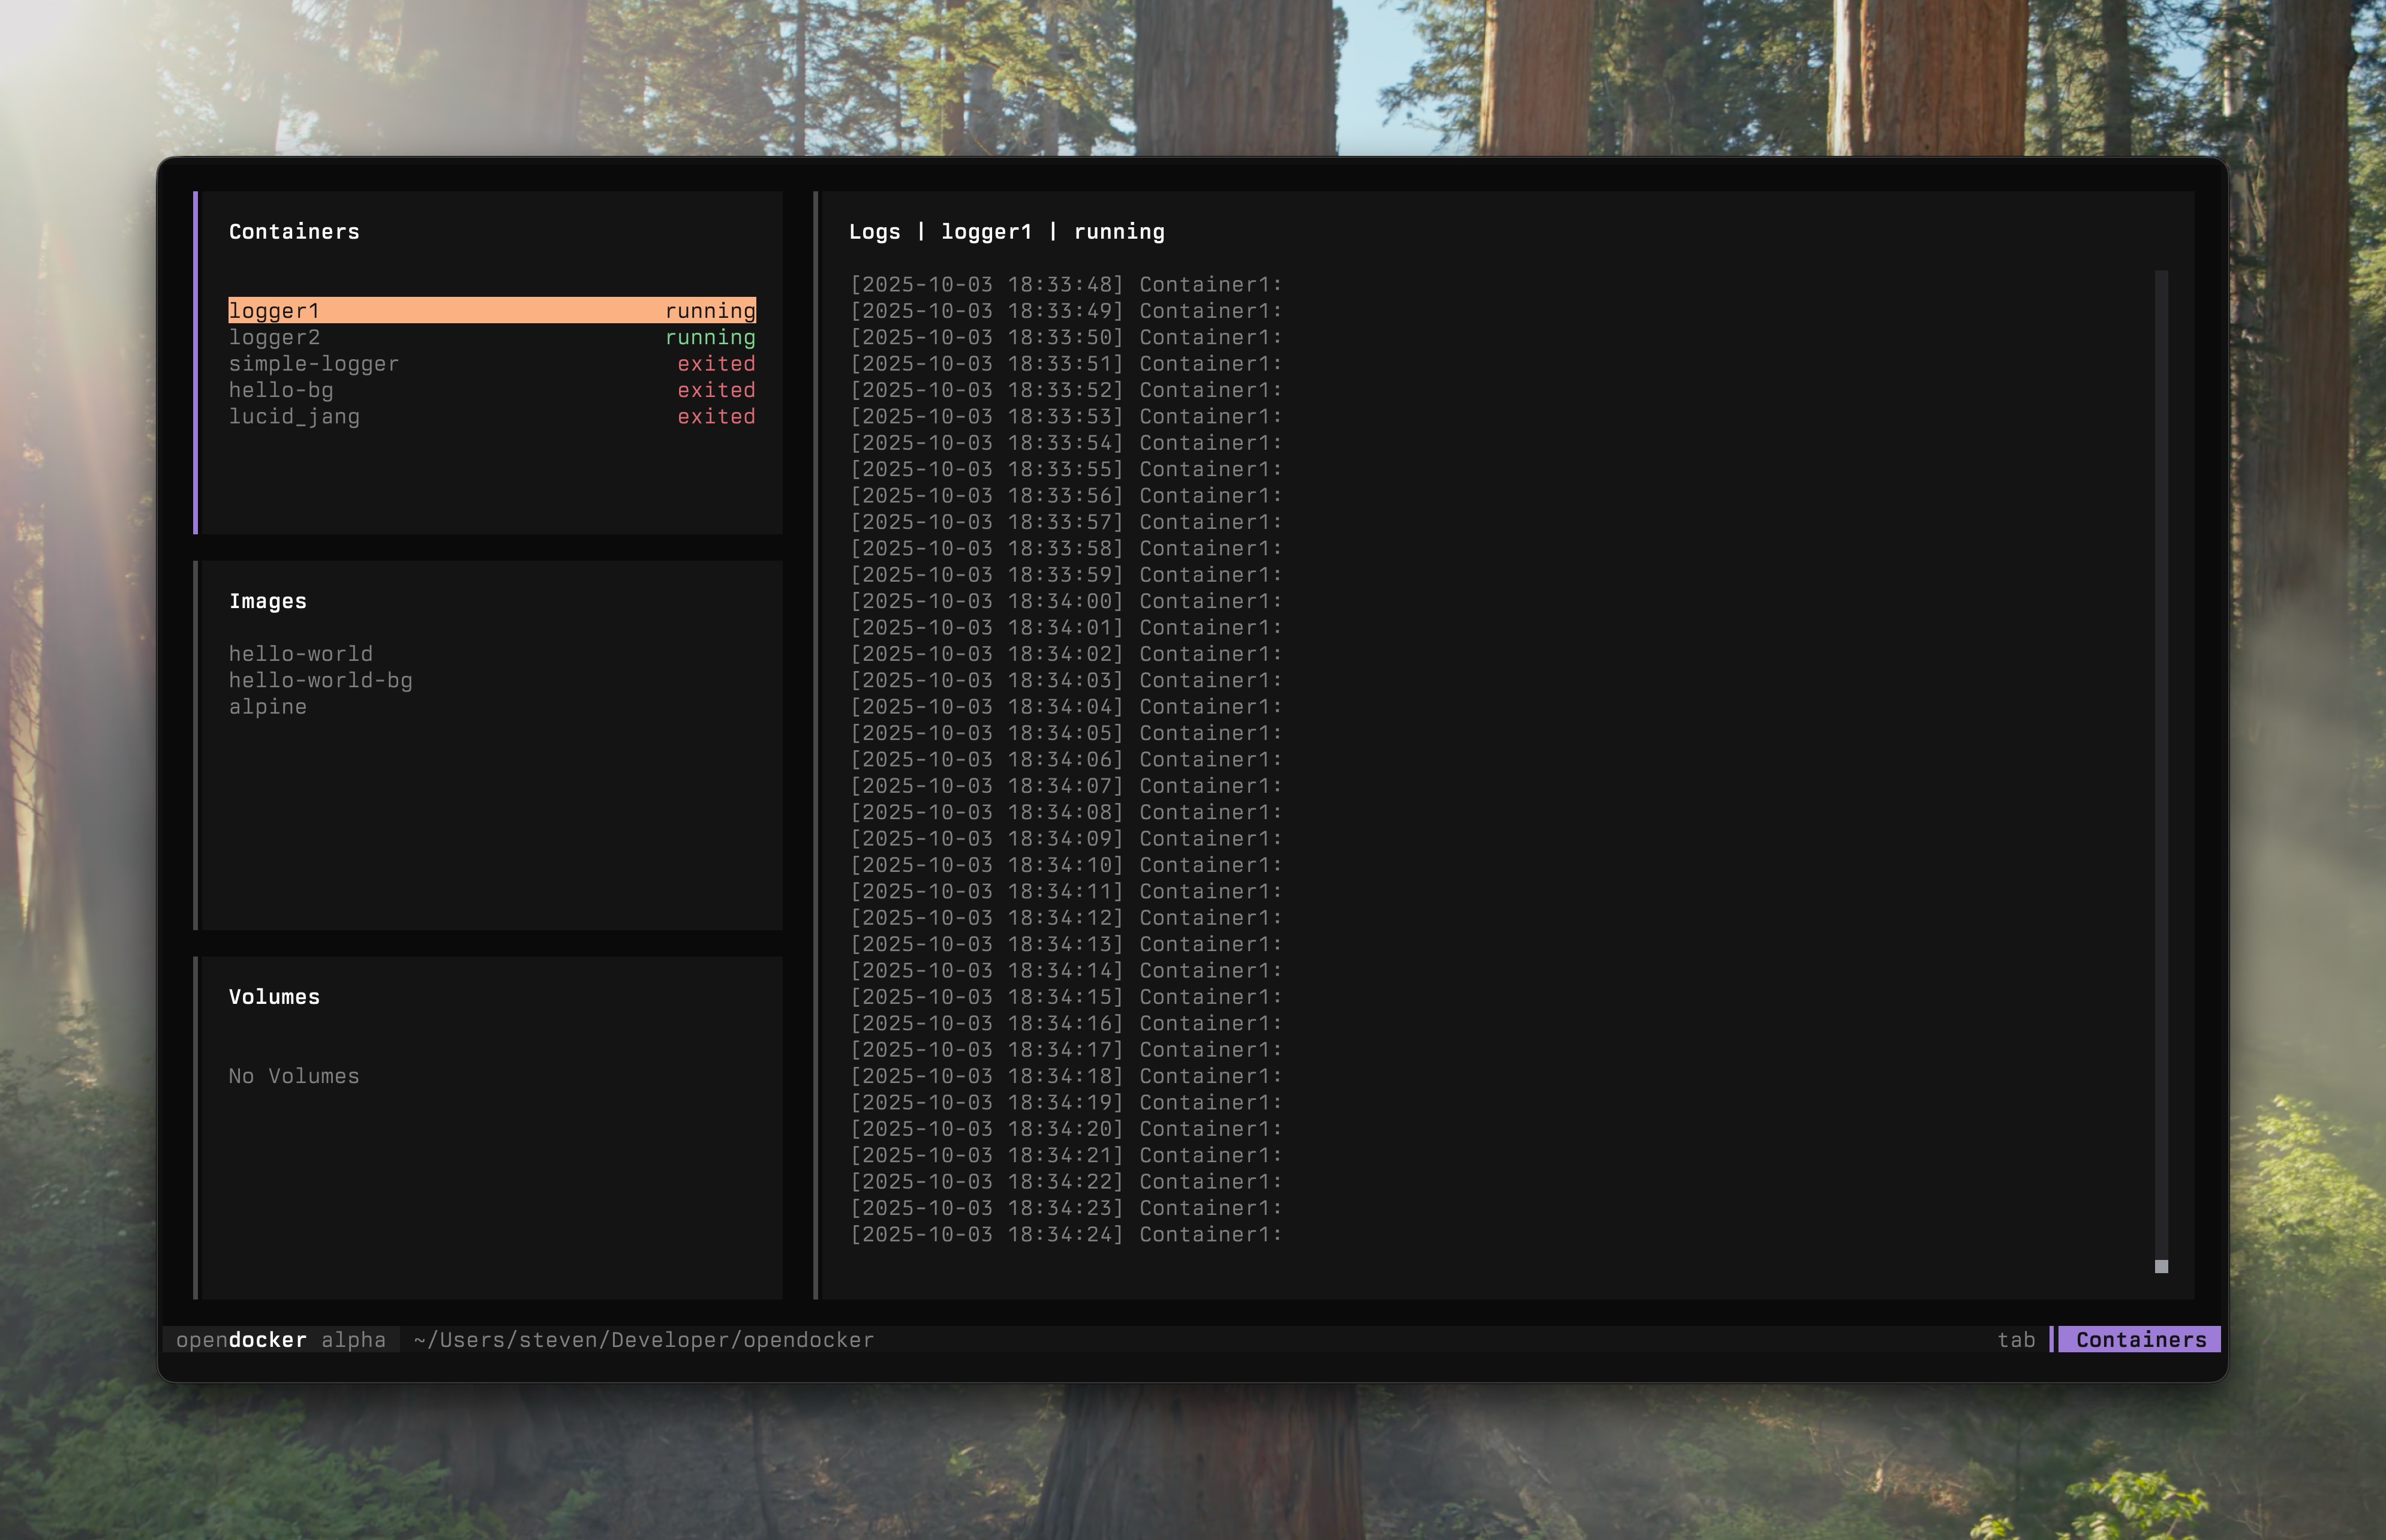 Containers
logger1 running
logger2 running
simple-logger exited
hello-bg exited
lucid_jang exited
Images
hello-world
hello-world-bg
alpine
Volumes
No Volumes
Logs | logger1 | running
[2025-10-03 18:33:48] Container1:
[2025-10-03 18:33:49] Container1:
[2025-10-03 18:33:50] Container1:
[2025-10-03 18:33:51] Container1:
[2025-10-03 18:33:52] Container1:
[2025-10-03 18:33:53] Container1:
[2025-10-03 18:33:54] Container1:
[2025-10-03 18:33:55] Container1:
[2025-10-03 18:33:56] Container1:
[2025-10-03 18:33:57] Container1:
[2025-10-03 18:33:58] Container1:
[2025-10-03 18:33:59] Container1:
[2025-10-03 18:34:00] Container1:
[2025-10-03 18:34:01] Container1:
[2025-10-03 18:34:02] Container1:
[2025-10-03 18:34:03] Container1:
[2025-10-03 18:34:04] Container1:
[2025-10-03 18:34:05] Container1:
[2025-10-03 18:34:06] Container1:
[2025-10-03 18:34:07] Container1:
[2025-10-03 18:34:08] Container1:
[2025-10-03 18:34:09] Container1:
[2025-10-03 18:34:10] Container1:
[2025-10-03 18:34:11] Container1:
[2025-10-03 18:34:12] Container1:
[2025-10-03 18:34:13] Container1:
[2025-10-03 18:34:14] Container1:
[2025-10-03 18:34:15] Container1:
[2025-10-03 18:34:16] Container1:
[2025-10-03 18:34:17] Container1:
[2025-10-03 18:34:18] Container1:
[2025-10-03 18:34:19] Container1:
[2025-10-03 18:34:20] Container1:
[2025-10-03 18:34:21] Container1:
[2025-10-03 18:34:22] Container1:
[2025-10-03 18:34:23] Container1:
[2025-10-03 18:34:24] Container1:
opendocker alpha ~/Users/steven/Developer/opendocker tab Containers